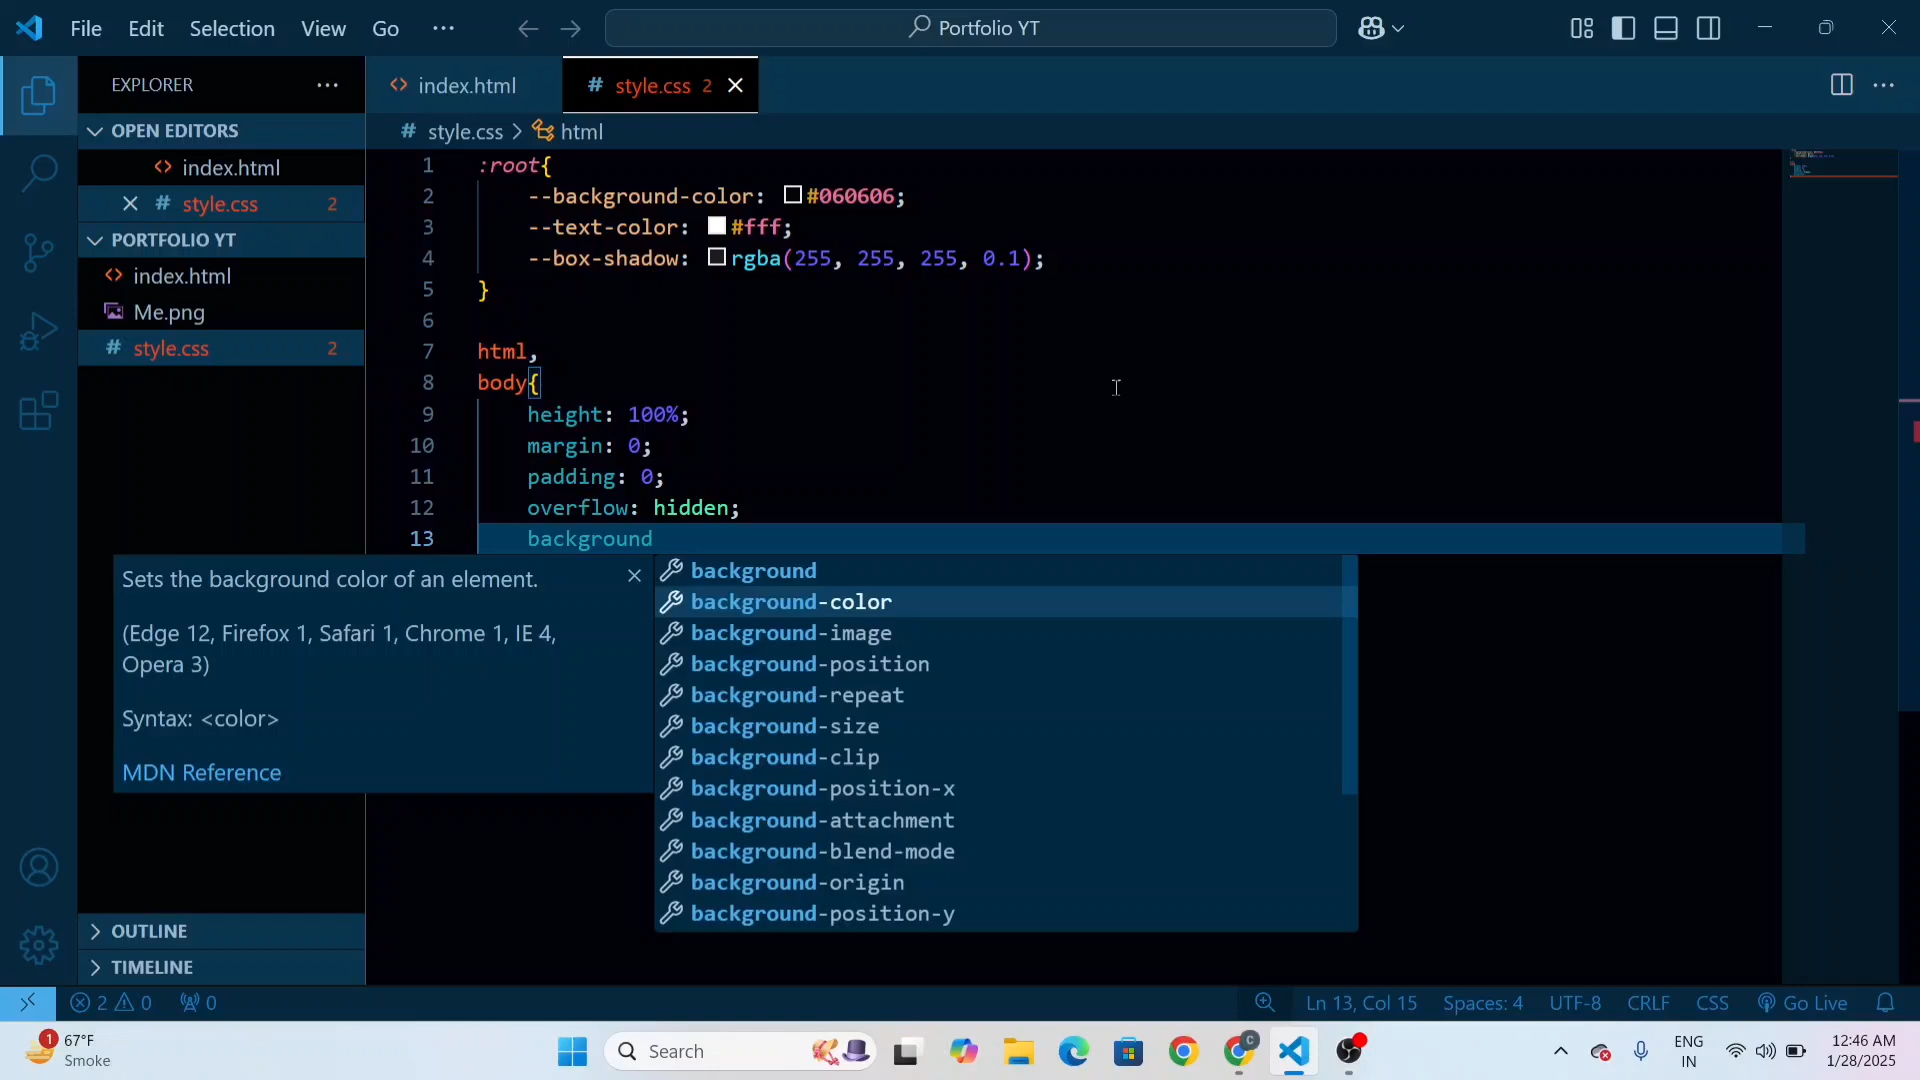 File Edit Selection View Go ··· Portfolio YT
EXPLORER ···
index.html # style.css 2
OPEN EDITORS
# style.css > html
index.html
# style.css 2
PORTFOLIO YT
index.html
Me.png
# style.css 2
1 :root{
2 --background-color: #060606;
3 --text-color: #fff;
4 --box-shadow: rgba(255, 255, 255, 0.1);
5 }
6
7 html,
8 body{
9 height: 100%;
10 margin: 0;
11 padding: 0;
12 overflow: hidden;
13 background
Sets the background color of an element.
(Edge 12, Firefox 1, Safari 1, Chrome 1, IE 4,
Opera 3)
Syntax: <color>
MDN Reference
background
background-color
background-image
background-position
background-repeat
background-size
background-clip
background-position-x
background-attachment
background-blend-mode
background-origin
background-position-y
OUTLINE
TIMELINE
2 0 0 Ln 13, Col 15 Spaces: 4 UTF-8 CRLF CSS Go Live
1 67°F
Smoke
Search
C
ENG
IN
12:46 AM
1/28/2025